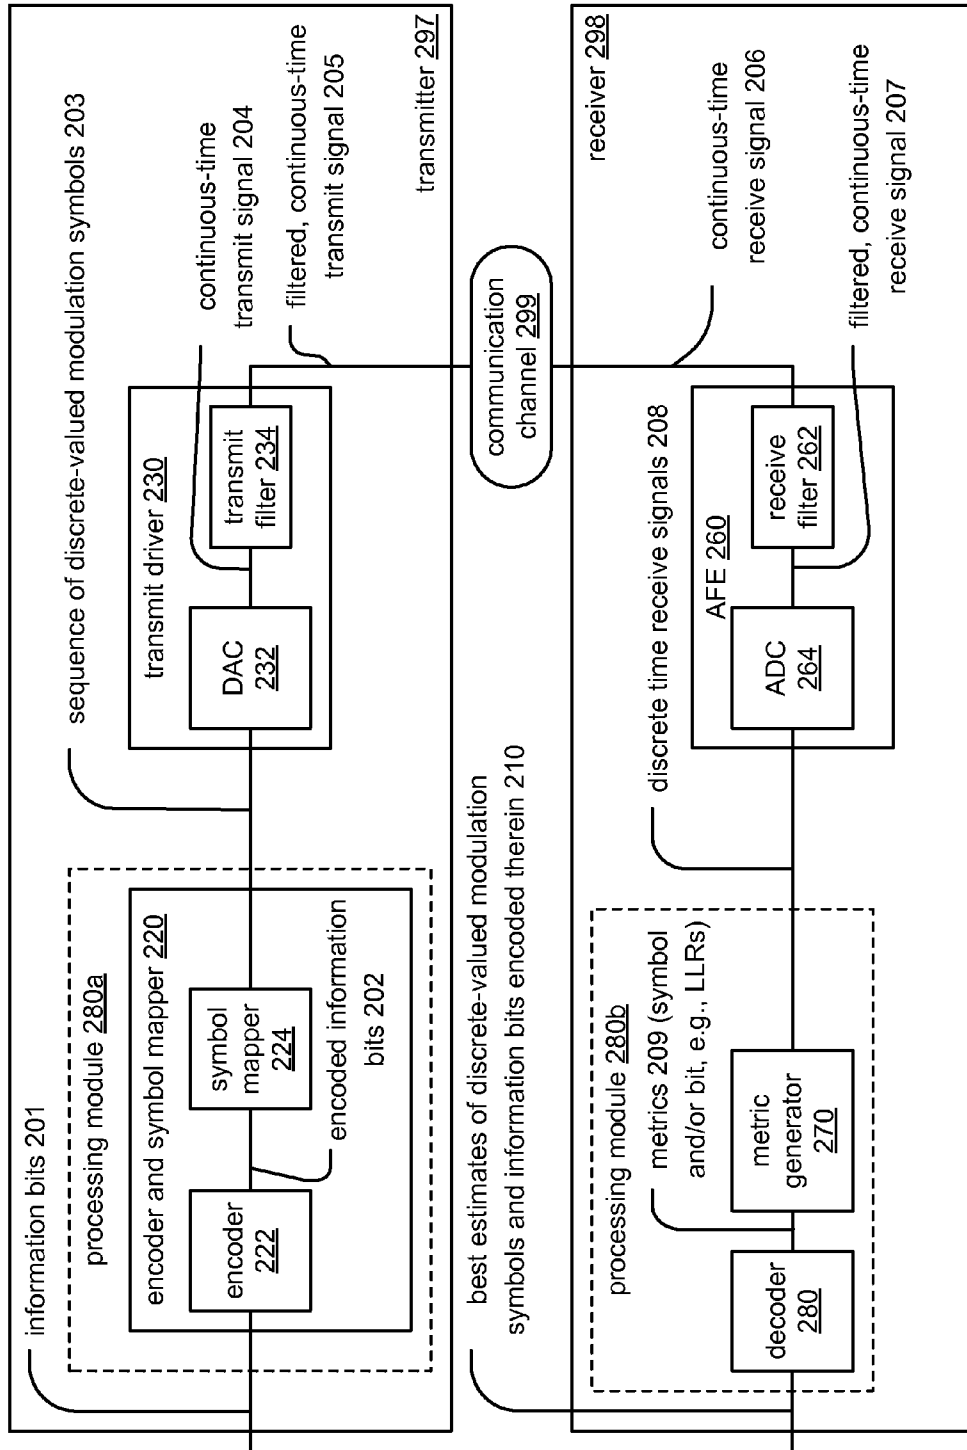 information bits 201
processing module 280a
encoder and symbol mapper 220
encoder
222
symbol
mapper
224
encoded information
bits 202
sequence of discrete-valued modulation symbols 203
transmit driver 230
DAC
232
transmit
filter 234
continuous-time
transmit signal 204
filtered, continuous-time
transmit signal 205
transmitter 297
communication
channel 299
best estimates of discrete-valued modulation
symbols and information bits encoded therein 210
processing module 280b
metrics 209 (symbol
and/or bit, e.g., LLRs)
decoder
280
metric
generator
270
discrete time receive signals 208
AFE 260
ADC
264
receive
filter 262
receiver 298
continuous-time
receive signal 206
filtered, continuous-time
receive signal 207